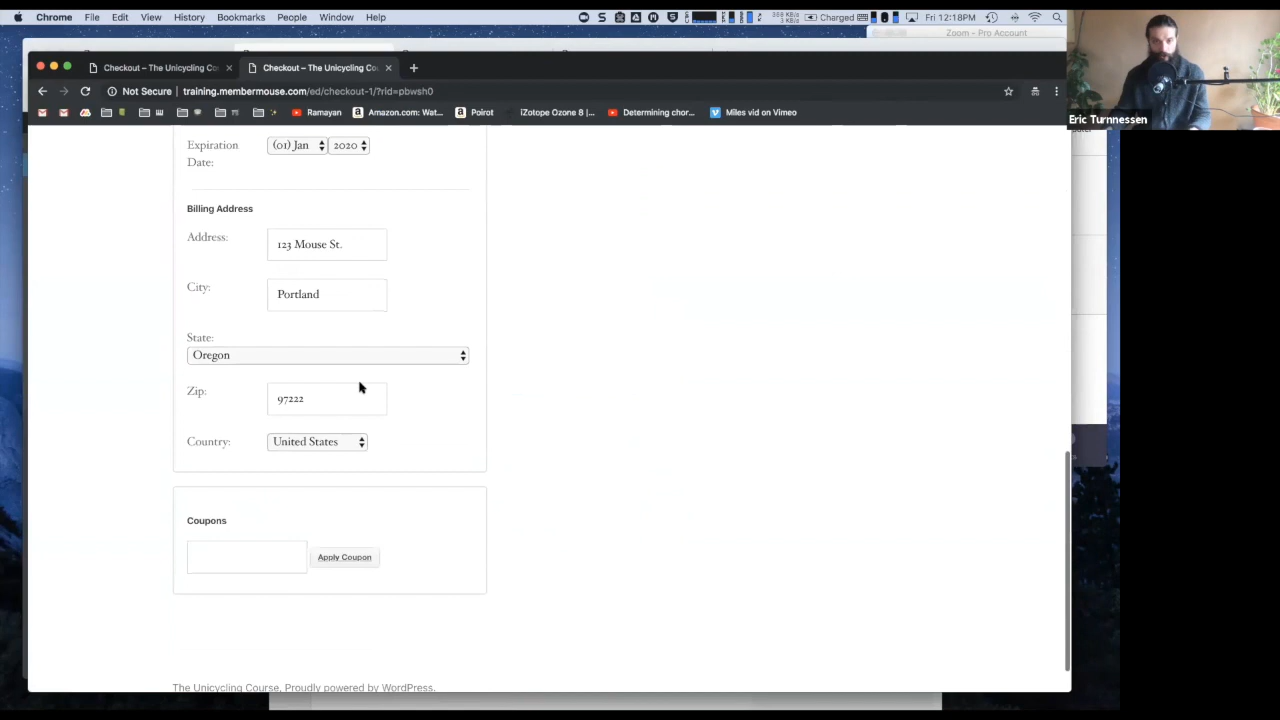 Chrome File Edit View History Bookmarks People Window Help
Charged
Fri 12:18PM
Zoom - Pro Account
Checkout – The Unicycling Co
Checkout – The Unicycling Cou
Not Secure
training.membermouse.com/ed/checkout-1/?rid=pbwsh0
Ramayan
Amazon.com: Wat...
Poirot
iZotope Ozone 8 |...
Determining chor...
Miles vid on Vimeo
Eric Turnnessen
Expiration Date:
(01) Jan
2020
Billing Address
Address:
123 Mouse St.
City:
Portland
State:
Oregon
Zip:
97222
Country:
United States
Coupons
Apply Coupon
The Unicycling Course, Proudly powered by WordPress.